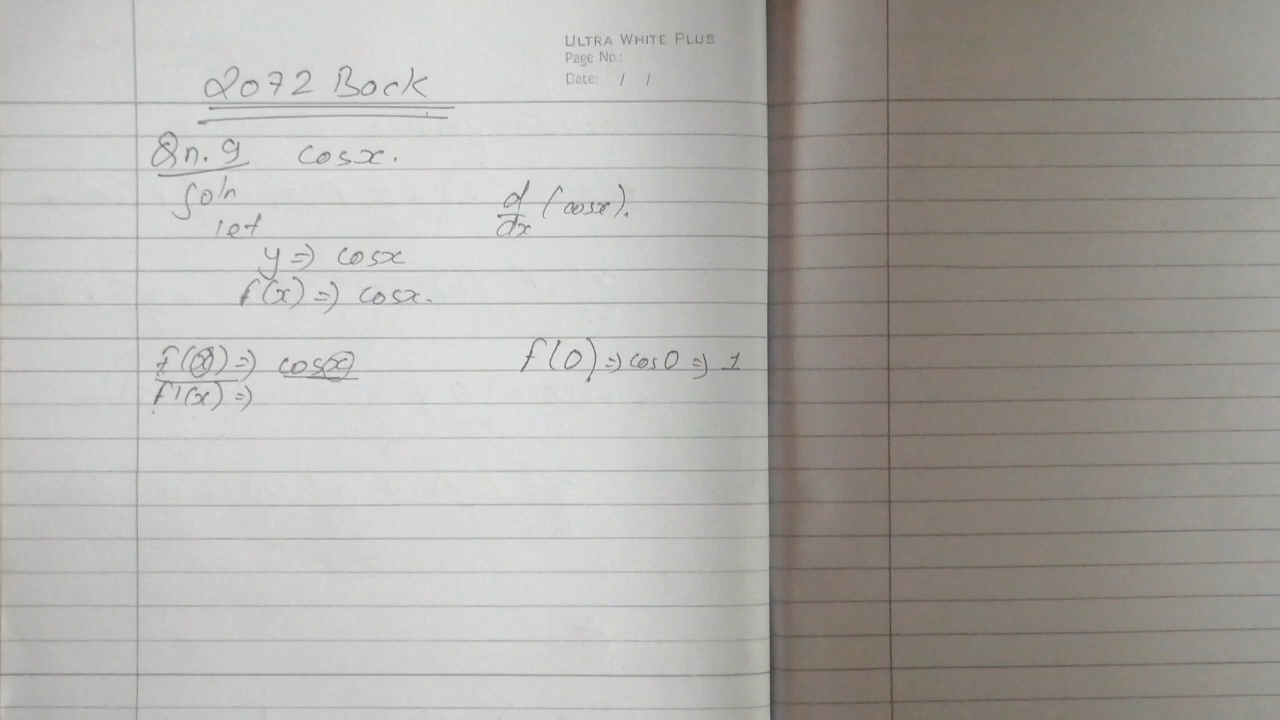 ULTRA WHITE PLUS
Page No.:
Date: / /
2072 Back
Qn. 9 cosx.
Soln
let
d/dx (cosx).
y => cosx
f(x) => cosx.
f(x) => cosx f(0) => cos0 => 1
f'(x) =>